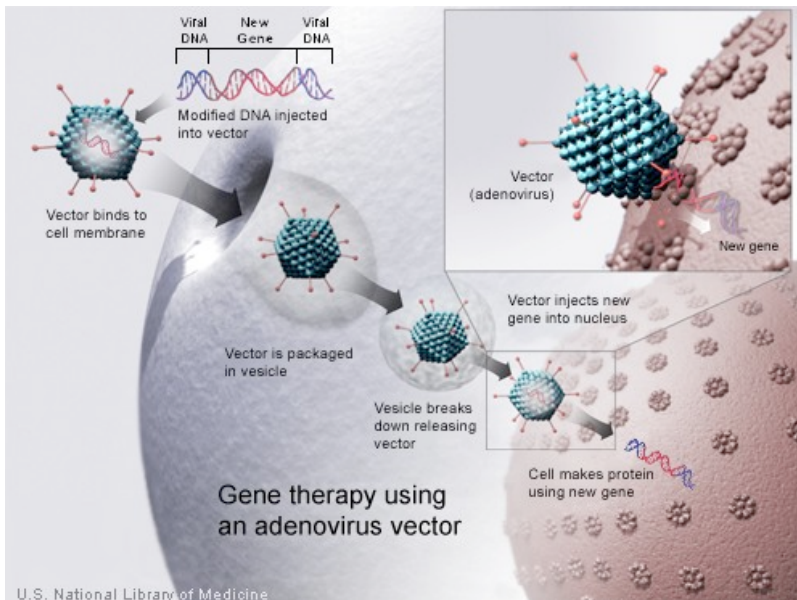 Viral
DNA
New
Gene
Viral
DNA
Modified DNA injected
into vector
Vector binds to
cell membrane
Vector
(adenovirus)
New gene
Vector is packaged
in vesicle
Vector injects new
gene into nucleus
Vesicle breaks
down releasing
vector
Cell makes protein
using new gene
Gene therapy using
an adenovirus vector
U.S. National Library of Medicine